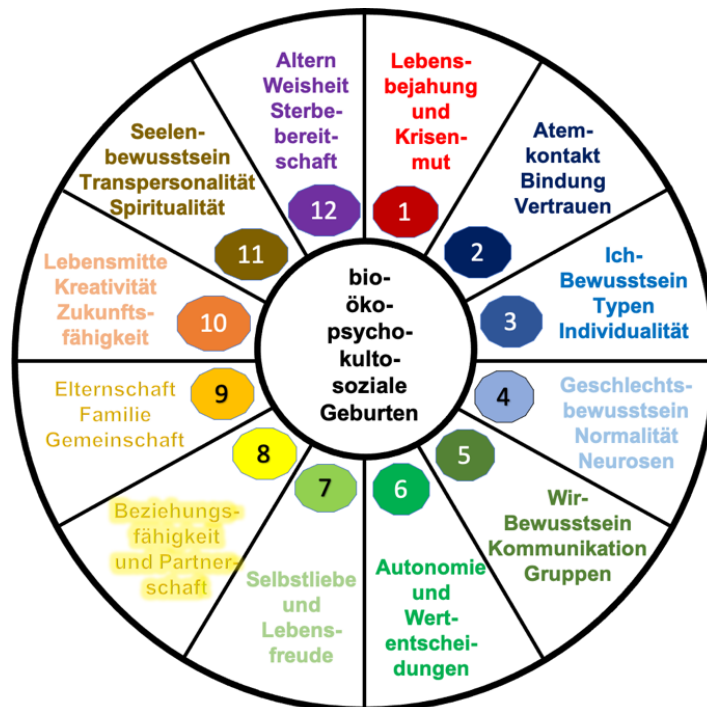 Lebens-
bejahung
und
Krisen-
mut
1
Atem-
kontakt
Bindung
Vertrauen
2
Ich-
Bewusstsein
Typen
Individualität
3
Geschlechts-
bewusstsein
Normalität
Neurosen
4
Wir-
Bewusstsein
Kommunikation
Gruppen
5
Autonomie
und
Wert-
entschei-
dungen
6
Selbstliebe
und
Lebens-
freude
7
Beziehungs-
fähigkeit
und Partner-
schaft
8
Elternschaft
Familie
Gemeinschaft
9
Lebensmitte
Kreativität
Zukunfts-
fähigkeit
10
Seelen-
bewusstsein
Transpersonalität
Spiritualität
11
Altern
Weisheit
Sterbe-
bereit-
schaft
12
bio-
öko-
psycho-
kulto-
soziale
Geburten